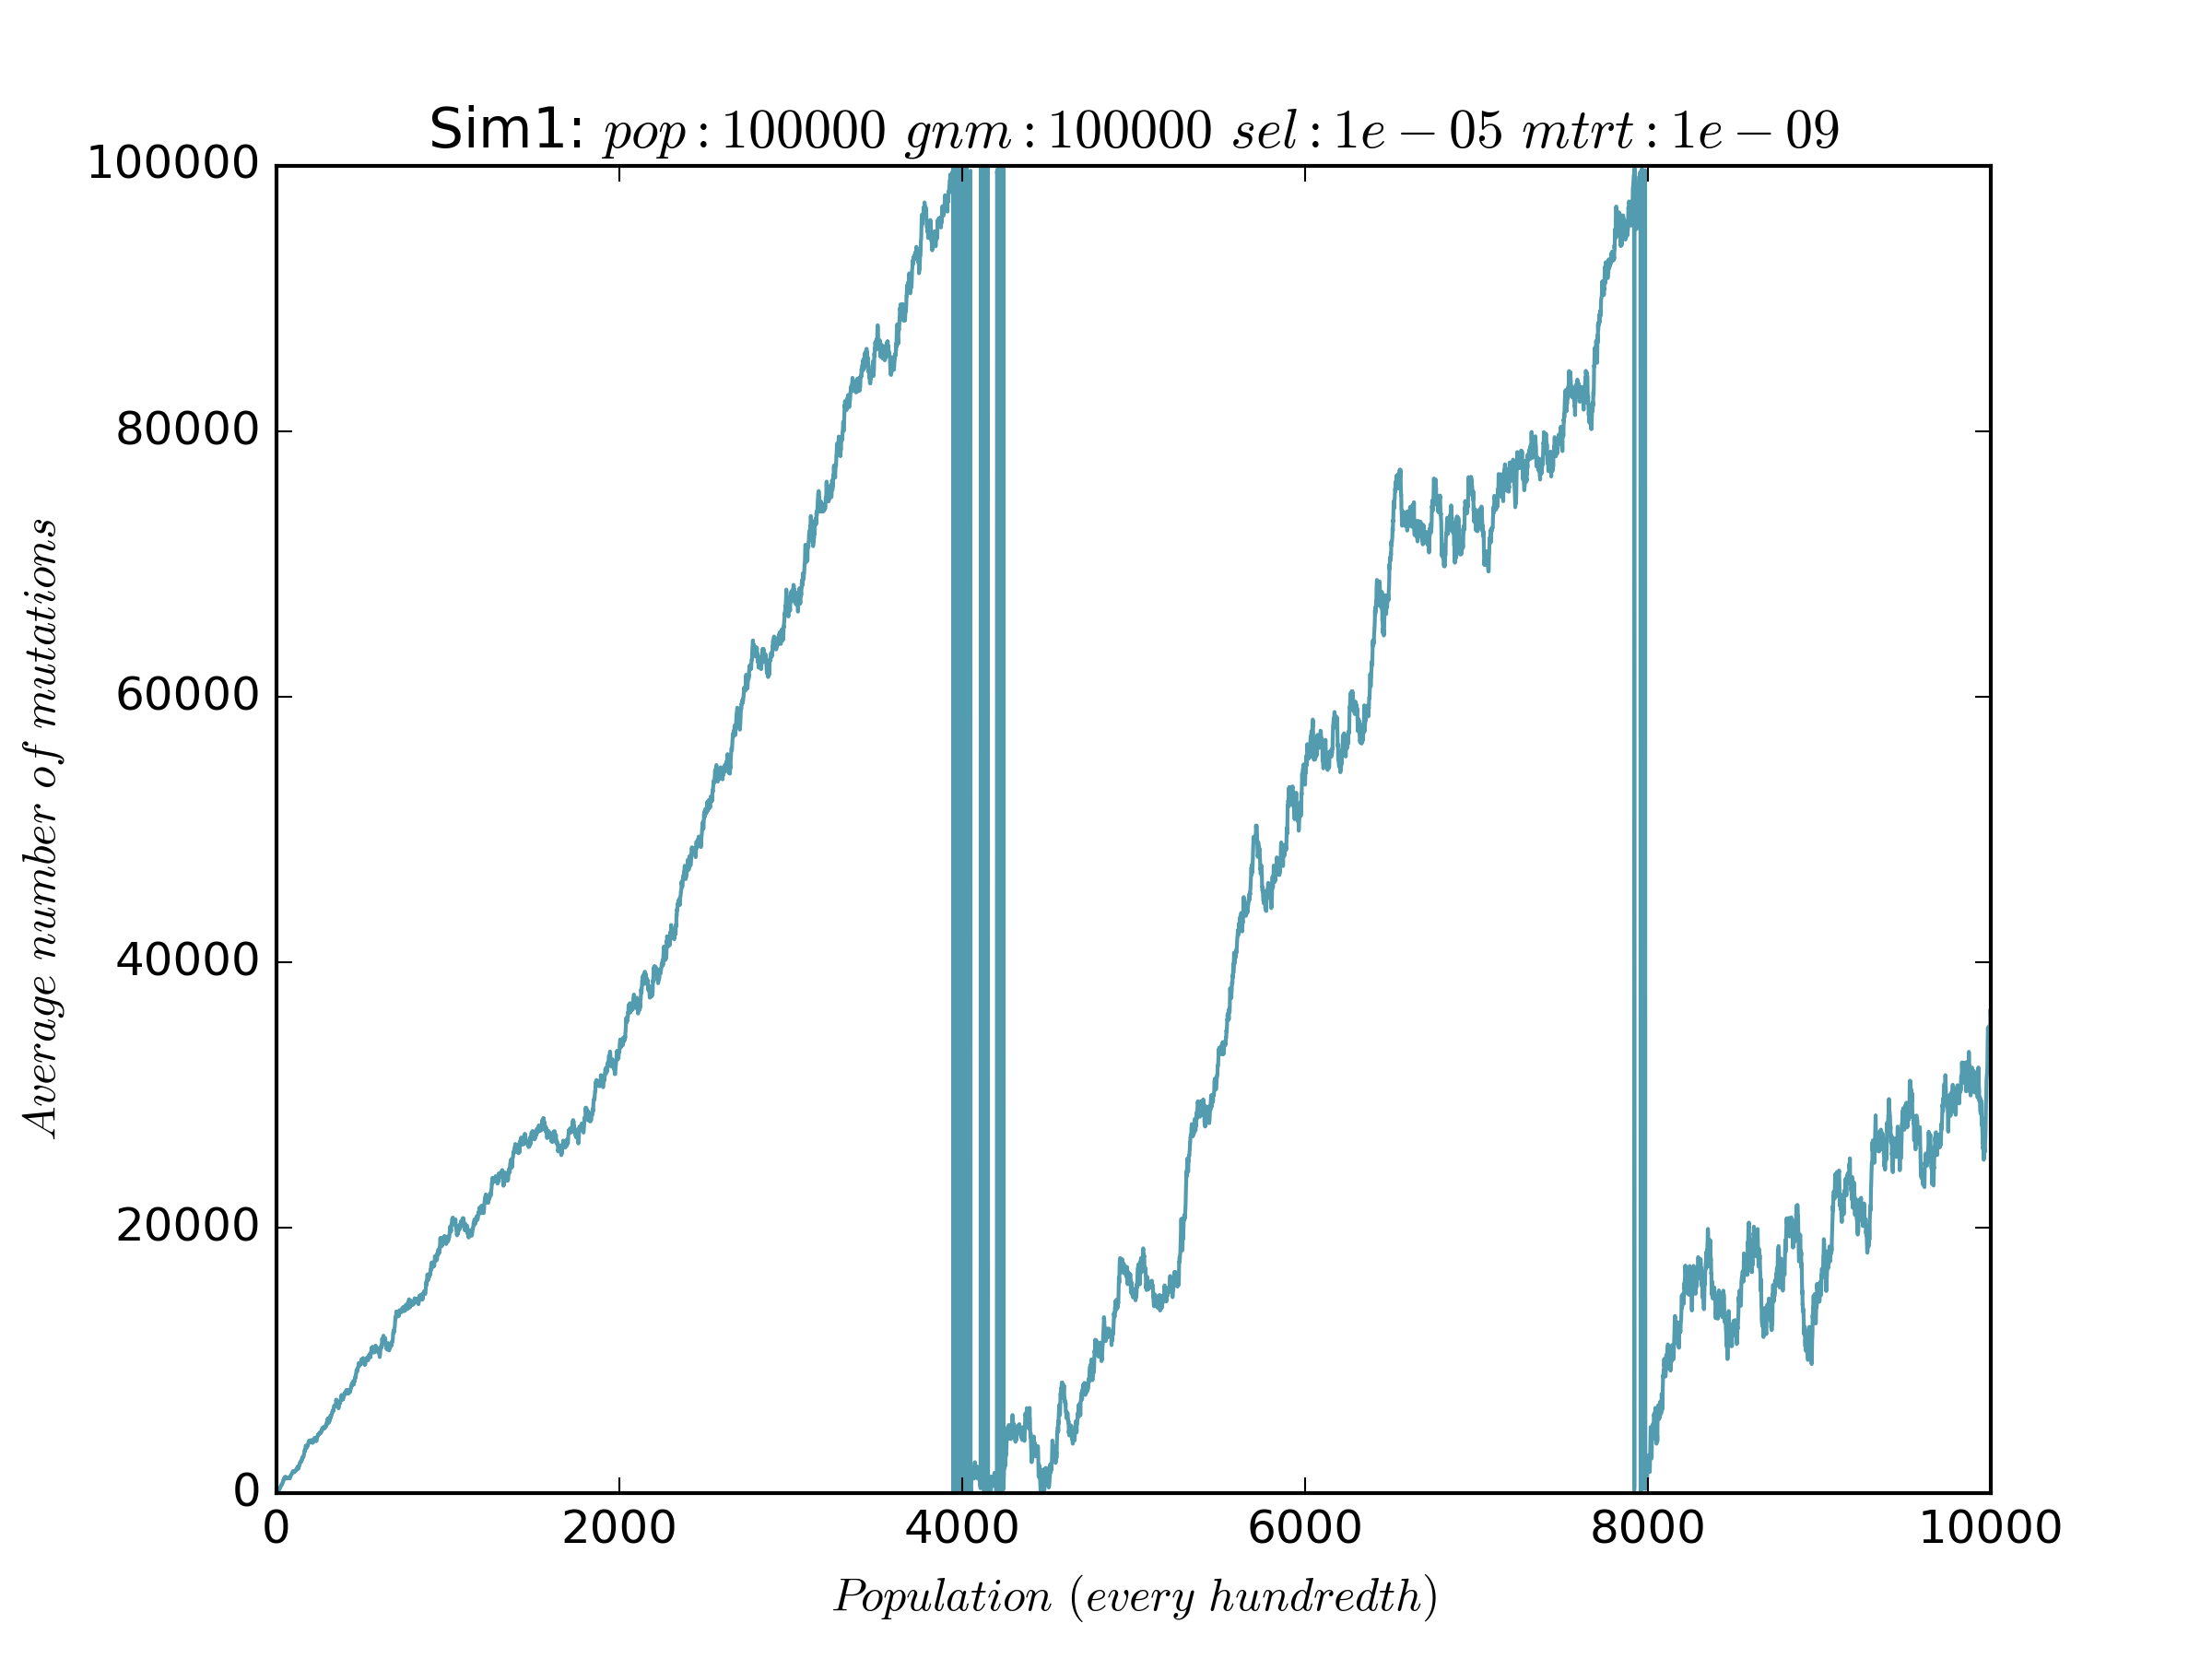 Sim1: pop : 100000 gnm : 100000 sel : 1e − 05 mtrt : 1e − 09
100000
80000
60000
40000
20000
0
Average number of mutations
0 2000 4000 6000 8000 10000
Population (every hundredth)